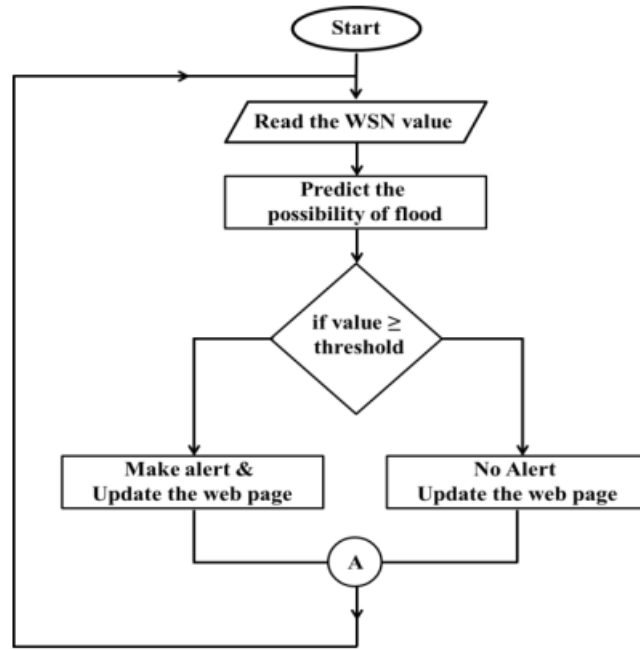 Start
Read the WSN value
Predict the
possibility of flood
if value ≥
threshold
Make alert &
Update the web page
No Alert
Update the web page
A